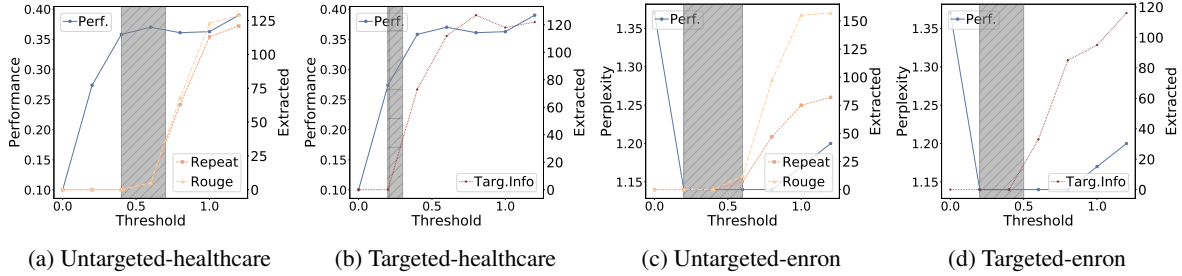 0.40
0.35
0.30
0.25
0.20
0.15
0.10
Performance
Perf.
125
100
75
50
25
0
Extracted
Repeat
Rouge
0.0 0.5 1.0
Threshold
(a) Untargeted-healthcare
0.40
0.35
0.30
0.25
0.20
0.15
0.10
Performance
Perf.
120
100
80
60
40
20
0
Extracted
Targ.Info
0.0 0.5 1.0
Threshold
(b) Targeted-healthcare
1.35
1.30
1.25
1.20
1.15
Perplexity
Perf.
150
125
100
75
50
25
0
Extracted
Repeat
Rouge
0.0 0.5 1.0
Threshold
(c) Untargeted-enron
1.35
1.30
1.25
1.20
1.15
Perplexity
Perf.
120
100
80
60
40
20
0
Extracted
Targ.Info
0.0 0.5 1.0
Threshold
(d) Targeted-enron